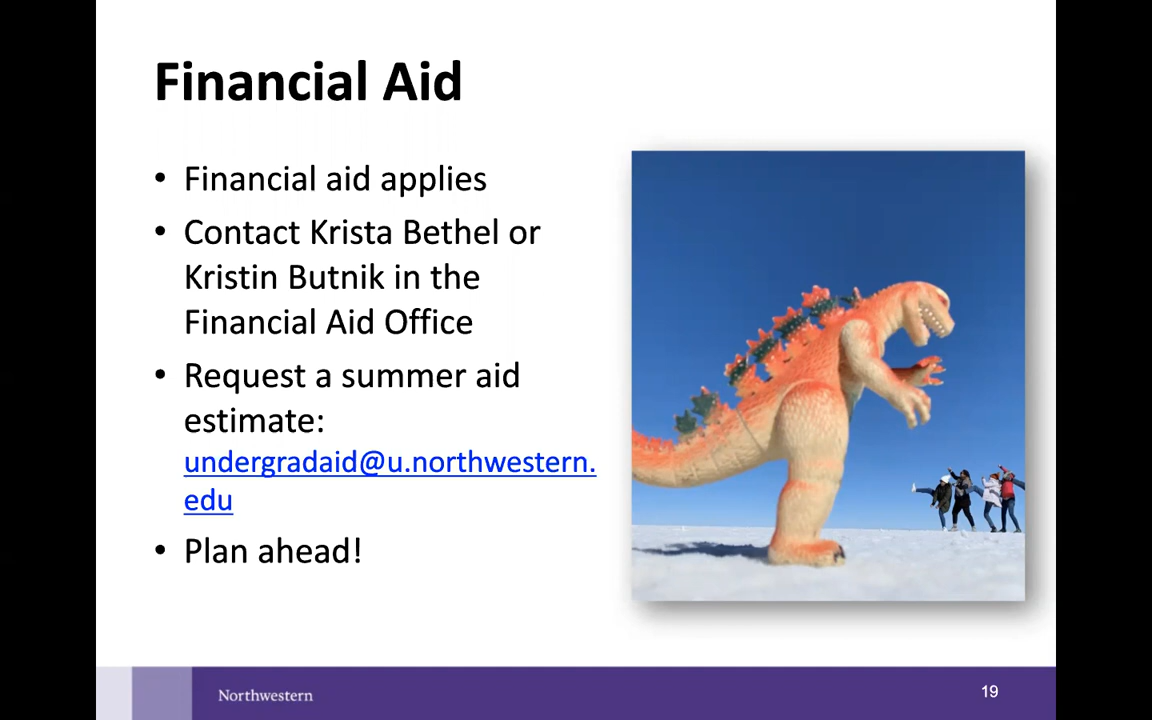 Financial Aid
• Financial aid applies
• Contact Krista Bethel or
Kristin Butnik in the
Financial Aid Office
• Request a summer aid
estimate:
undergradaid@u.northwestern.
edu
• Plan ahead!
Northwestern
19